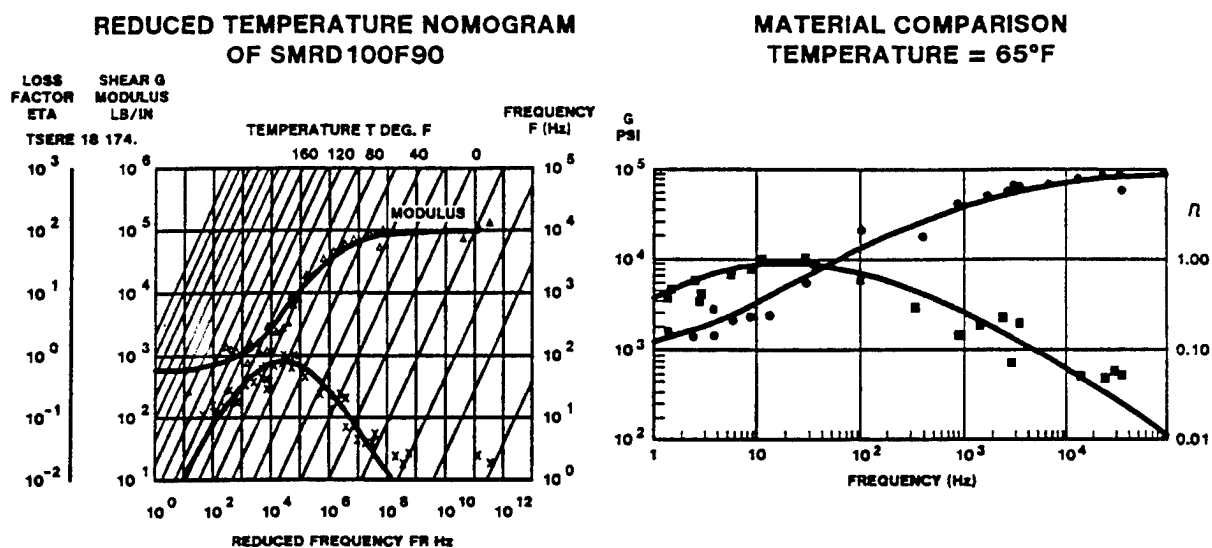 REDUCED TEMPERATURE NOMOGRAM
OF SMRD100F90
LOSS
FACTOR
ETA
SHEAR G
MODULUS
LB/IN
TSERE 18 174.
TEMPERATURE T DEG. F
FREQUENCY
F (Hz)
160 120 80 40 0
10³ 10⁶ 10⁵
MODULUS
10² 10⁵ 10⁴
10¹ 10⁴ 10³
10⁰ 10³ 10²
10⁻¹ 10² 10¹
10⁻² 10¹ 10⁰
10⁰ 10² 10⁴ 10⁶ 10⁸ 10¹⁰ 10¹²
REDUCED FREQUENCY FR Hz
MATERIAL COMPARISON
TEMPERATURE = 65°F
G
PSI
η
10⁵
10⁴ 1.00
10³ 0.10
10² 0.01
1 10 10² 10³ 10⁴
FREQUENCY (Hz)